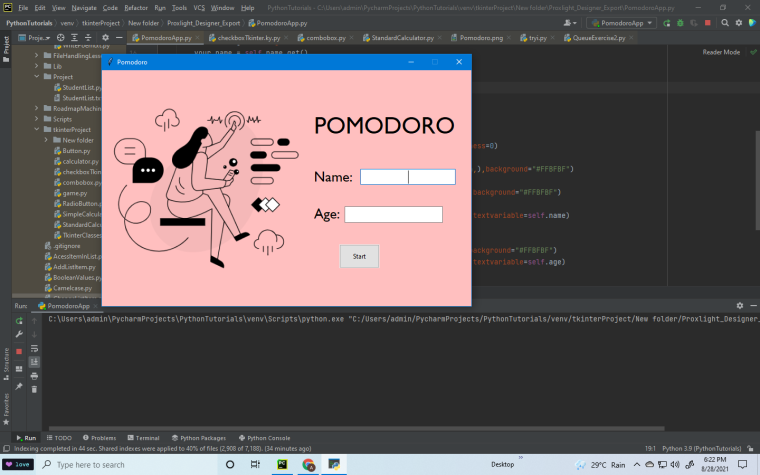 PC File Edit View Navigate Code Refactor Run Tools VCS Window Help PythonTutorials - C:\Users\admin\PycharmProjects\PythonTutorials\venv\tkinterProject\New folder\Proxlight_Designer_Export\PomodoroApp.py
PythonTutorials venv tkinterProject New folder Proxlight_Designer_Export PomodoroApp.py PomodoroApp
Project Proje... PomodoroApp.py checkboxTkinter.ky.py combobox.py StandardCalculator.py Pomodoro.png tryi.py QueueExercise2.py
your_name = self.name.get()
Reader Mode
FileHandlingLess
Lib
Project
StudentList.py
StudentList.tx
RoadmapMachin
Scripts
tkinterProject
New folder
Button.py
calculator.py
checkboxTkin
combobox.py
game.py
RadioButton.
SimpleCalcul
StandardCalc
TkinterClasses
.gitignore
AcessItemInList.p
AddListItem.py
BooleanValues.py
Camelcase.py
Pomodoro
POMODORO
Name:
Age:
Start
ess=0)
,),background="#FFBFBF")
background="#FFBFBF")
textvariable=self.name)
background="#FFBFBF")
textvariable=self.age)
Run: PomodoroApp
C:\Users\admin\PycharmProjects\PythonTutorials\venv\Scripts\python.exe "C:/Users/admin/PycharmProjects/PythonTutorials/venv/tkinterProject/New folder/Proxlight_Designer_
Structure
Favorites
Run TODO Problems Terminal Python Packages Python Console
Indexing completed in 44 sec. Shared indexes were applied to 40% of files (2,908 of 7,188). (34 minutes ago) 19:1 Python 3.9 (PythonTutorials)
love Type here to search Desktop 29°C Rain 6:22 PM
8/28/2021